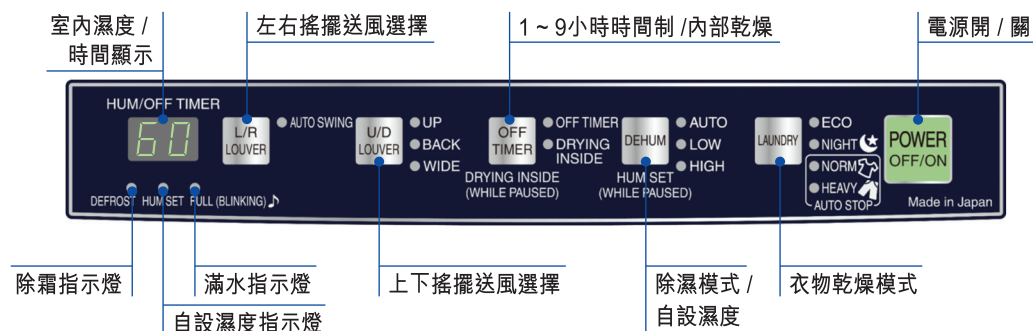 室內濕度 /
時間顯示
左右搖擺送風選擇
1 ~ 9小時時間制 /內部乾燥
電源開 / 關
HUM/OFF TIMER
60
L/R
LOUVER
AUTO SWING
U/D
LOUVER
UP
BACK
WIDE
OFF
TIMER
OFF TIMER
DRYING
INSIDE
DRYING INSIDE
(WHILE PAUSED)
DEHUM
AUTO
LOW
HIGH
HUM SET
(WHILE PAUSED)
LAUNDRY
ECO
NIGHT
NORM
HEAVY
AUTO STOP
POWER
OFF/ON
DEFROST HUM SET FULL (BLINKING)
Made in Japan
除霜指示燈
自設濕度指示燈
滿水指示燈
上下搖擺送風選擇
除濕模式 /
自設濕度
衣物乾燥模式